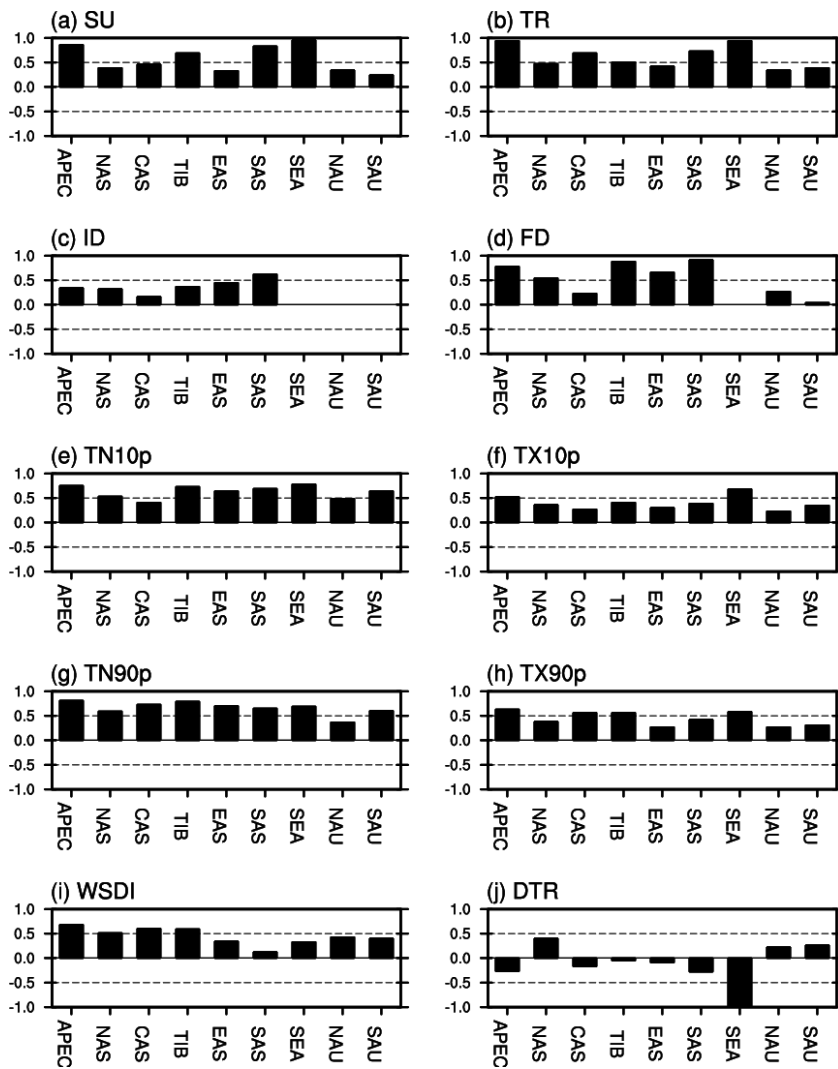 (a) SU
1.0
0.5
0.0
-0.5
-1.0
APEC NAS CAS TIB EAS SAS SEA NAU SAU
(b) TR
1.0
0.5
0.0
-0.5
-1.0
APEC NAS CAS TIB EAS SAS SEA NAU SAU
(c) ID
1.0
0.5
0.0
-0.5
-1.0
APEC NAS CAS TIB EAS SAS SEA NAU SAU
(d) FD
1.0
0.5
0.0
-0.5
-1.0
APEC NAS CAS TIB EAS SAS SEA NAU SAU
(e) TN10p
1.0
0.5
0.0
-0.5
-1.0
APEC NAS CAS TIB EAS SAS SEA NAU SAU
(f) TX10p
1.0
0.5
0.0
-0.5
-1.0
APEC NAS CAS TIB EAS SAS SEA NAU SAU
(g) TN90p
1.0
0.5
0.0
-0.5
-1.0
APEC NAS CAS TIB EAS SAS SEA NAU SAU
(h) TX90p
1.0
0.5
0.0
-0.5
-1.0
APEC NAS CAS TIB EAS SAS SEA NAU SAU
(i) WSDI
1.0
0.5
0.0
-0.5
-1.0
APEC NAS CAS TIB EAS SAS SEA NAU SAU
(j) DTR
1.0
0.5
0.0
-0.5
-1.0
APEC NAS CAS TIB EAS SAS SEA NAU SAU